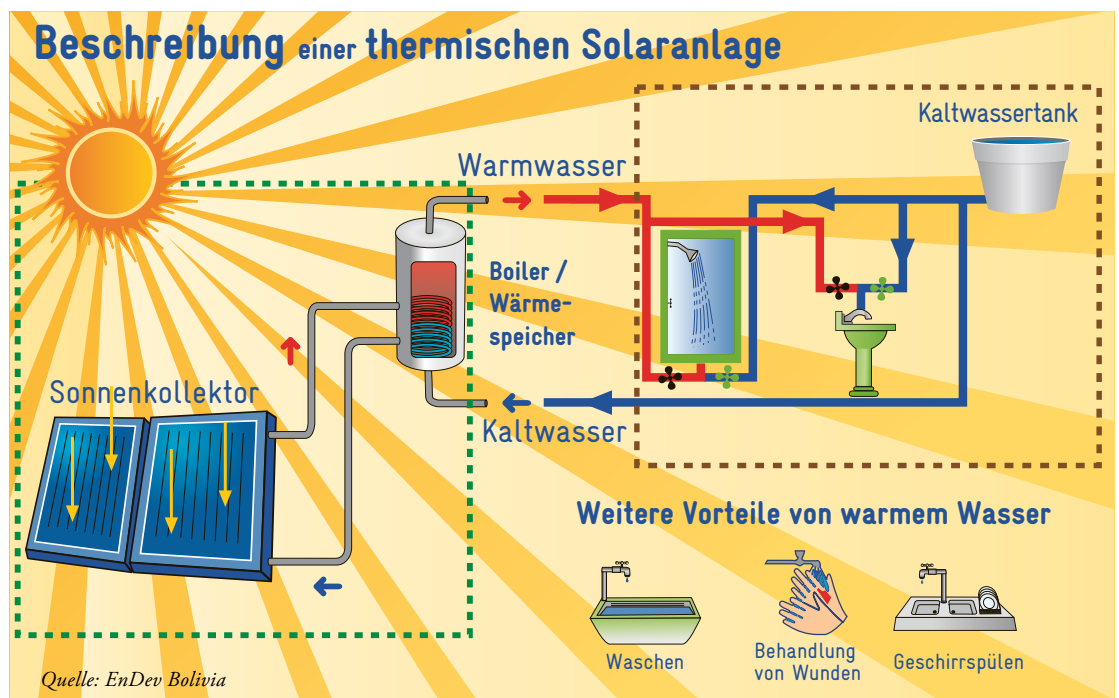 Beschreibung einer thermischen Solaranlage
Kaltwassertank
Warmwasser
Boiler /
Wärme-
speicher
Sonnenkollektor
Kaltwasser
Weitere Vorteile von warmem Wasser
Waschen
Behandlung
von Wunden
Geschirrspülen
Quelle: EnDev Bolivia